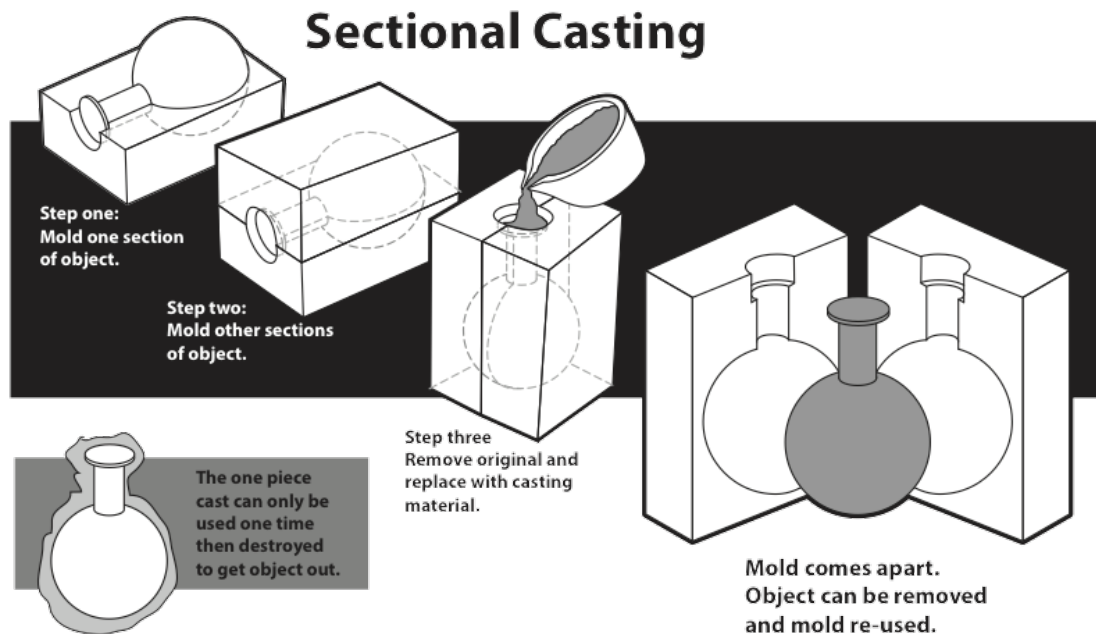 Sectional Casting
Step one:
Mold one section
of object.
Step two:
Mold other sections
of object.
Step three
Remove original and
replace with casting
material.
The one piece
cast can only be
used one time
then destroyed
to get object out.
Mold comes apart.
Object can be removed
and mold re-used.